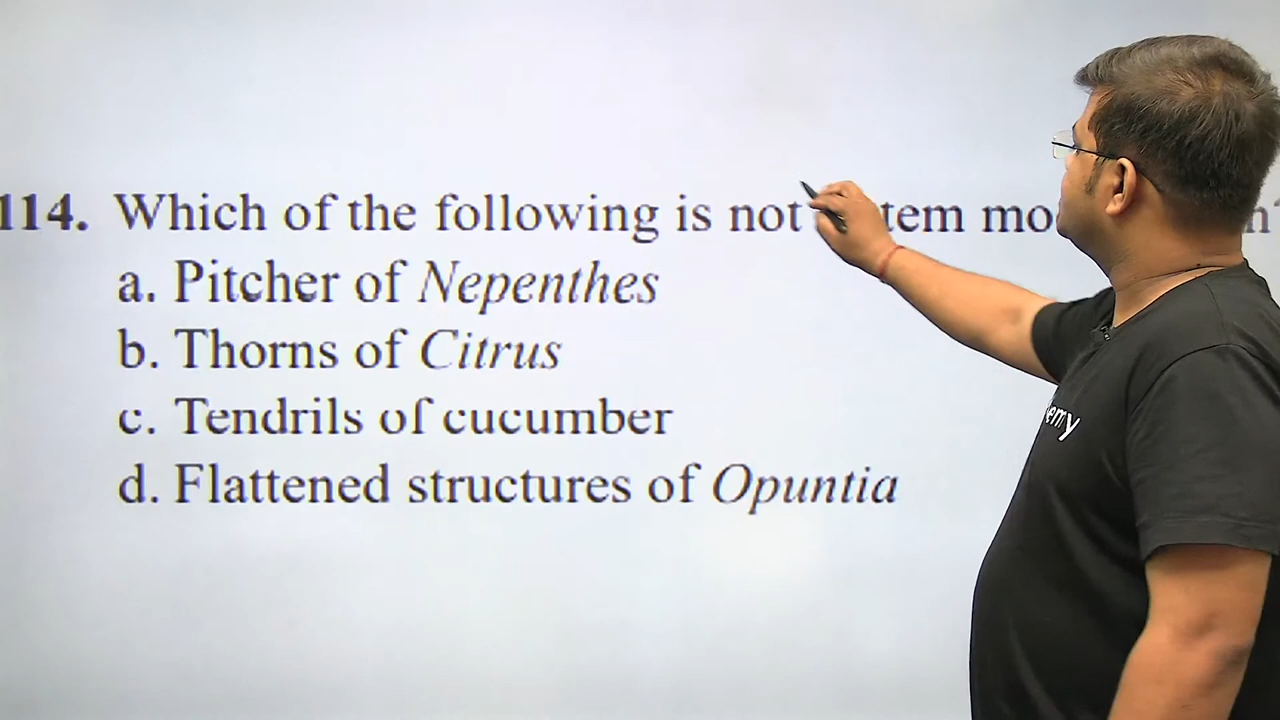 114. Which of the following is not
a. Pitcher of Nepenthes
b. Thorns of Citrus
c. Tendrils of cucumber
d. Flattened structures of Opuntia